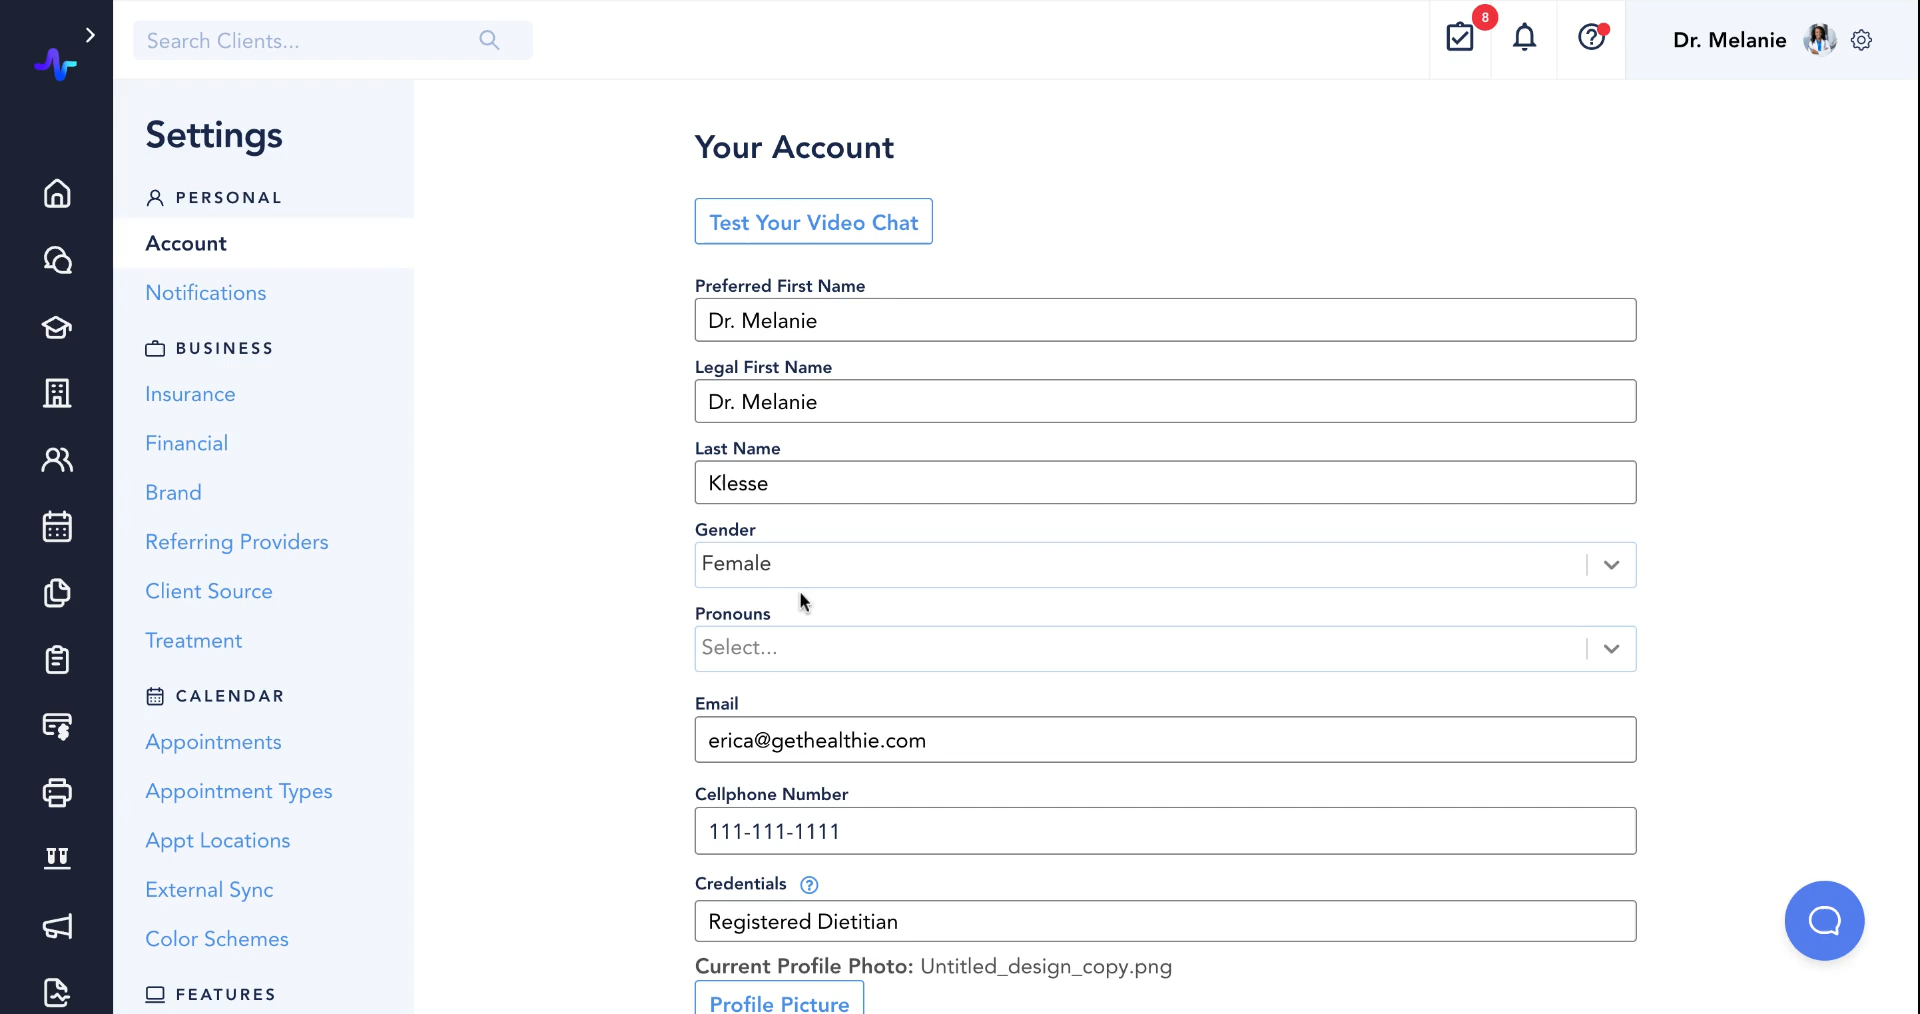 Search Clients...
8
Dr. Melanie
Settings
PERSONAL
Account
Notifications
BUSINESS
Insurance
Financial
Brand
Referring Providers
Client Source
Treatment
CALENDAR
Appointments
Appointment Types
Appt Locations
External Sync
Color Schemes
FEATURES
Your Account
Test Your Video Chat
Preferred First Name
Dr. Melanie
Legal First Name
Dr. Melanie
Last Name
Klesse
Gender
Female
Pronouns
Select...
Email
erica@gethealthie.com
Cellphone Number
111-111-1111
Credentials ?
Registered Dietitian
Current Profile Photo: Untitled_design_copy.png
Profile Picture